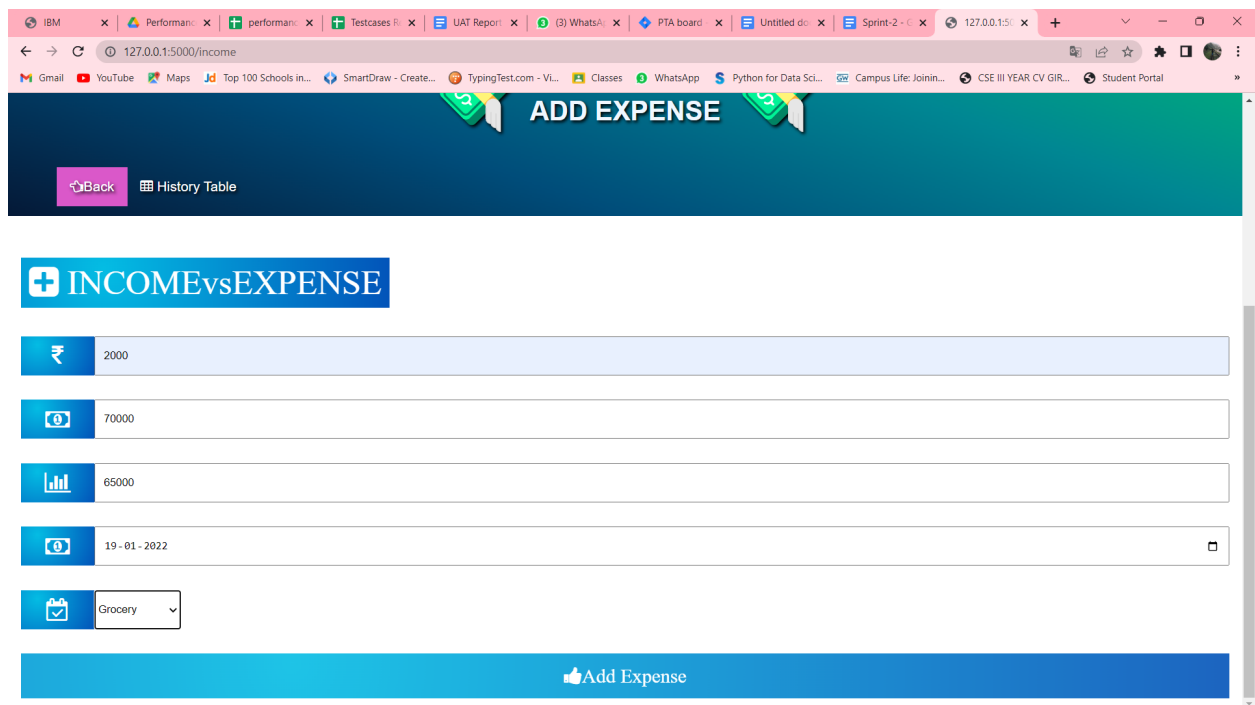 IBM Performanc performanc Testcases R UAT Report (3) WhatsAp PTA board - Untitled do Sprint-2 - G 127.0.0.1:50
127.0.0.1:5000/income
Gmail YouTube Maps Jd Top 100 Schools in... SmartDraw - Create... TypingTest.com - Vi... Classes WhatsApp Python for Data Sci... Campus Life: Joinin... CSE III YEAR CV GIR... Student Portal »
ADD EXPENSE
Back History Table
INCOMEvsEXPENSE
₹ 2000
70000
65000
19-01-2022
Grocery
Add Expense